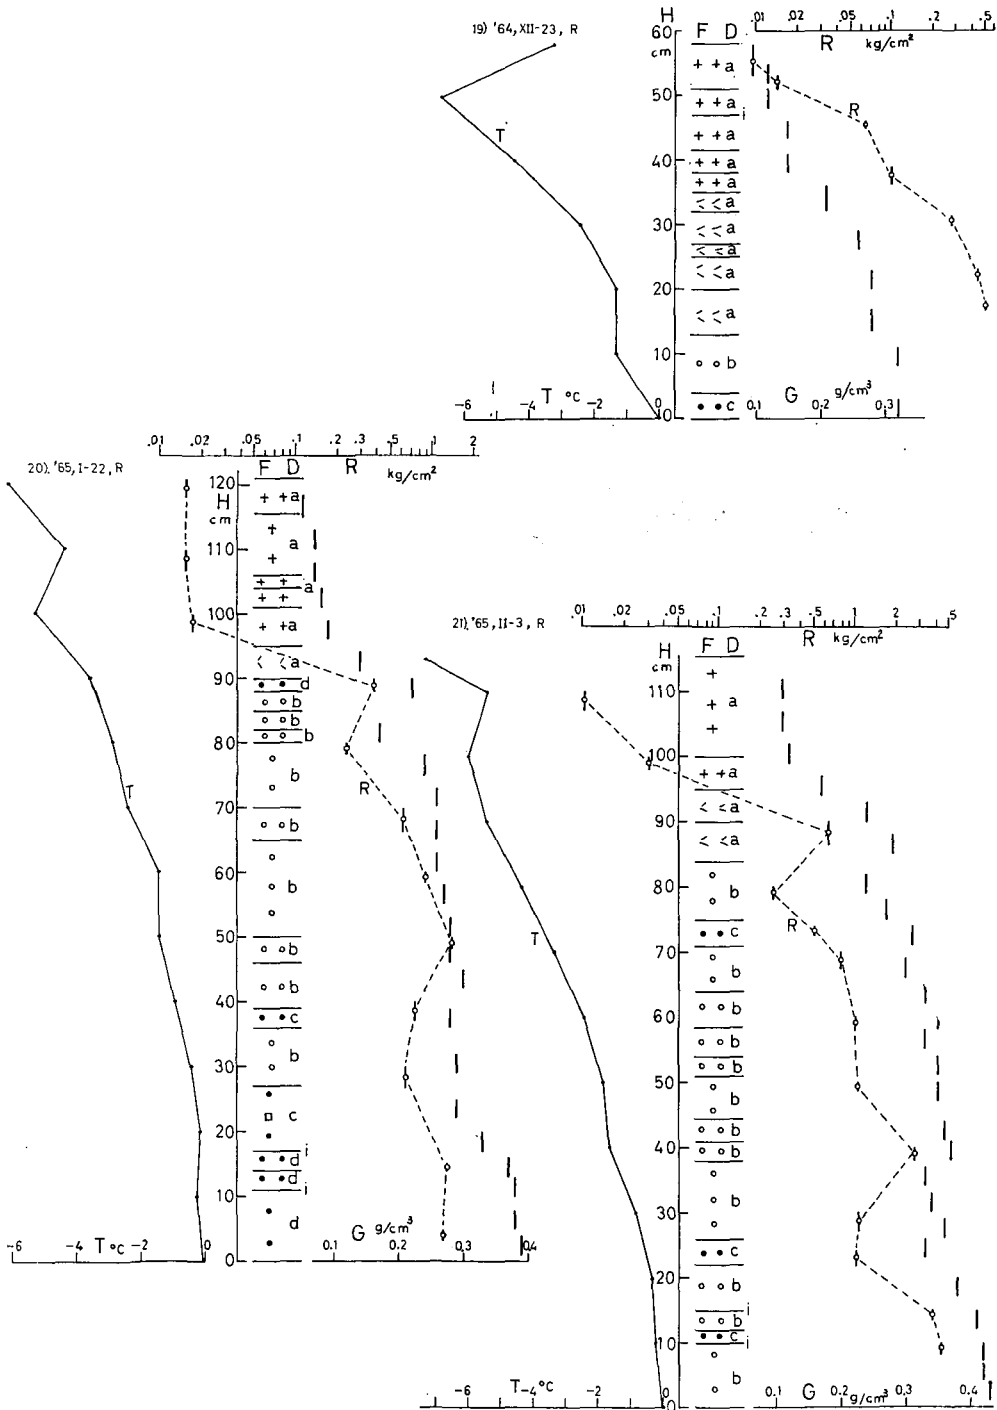 19) '64, XII-23, R
H
cm
F D
.01 .02 .05 0.1 .2 .5
R kg/cm²
60
50
40
30
20
10
0
+ + a
+ + a
i
+ + a
+ + a
+ + a
< < a
< < a
< < a
< < a
< < a
b
c
T
R
-6 -4 -2 0
T °C
0.1 0.2 0.3
G g/cm³
20). '65, I-22, R
.01 .02 .05 0.1 .2 .3 .5 1 2
R kg/cm²
H
cm
F D
120
110
100
90
80
70
60
50
40
30
20
10
0
+ + a
+ a
+ +
a
+ +
+ + a
< < a
d
b
b
b
b
b
b
b
b
c
b
c
i
d
d
i
d
T
R
-6 -4 -2 0
T °C
G g/cm³
0.1 0.2 0.3 0.4
21). '65, II-3, R
.01 .02 .05 0.1 .2 .3 .5 1 2 5
R kg/cm²
H
cm
F D
110
100
90
80
70
60
50
40
30
20
10
0
+
+ a
+
+ + a
< < a
< < a
b
c
b
b
b
b
b
b
b
b
c
b
i
b
c
i
b
T
R
-6 -4 -2 0
T °C
0.1 0.2 0.3 0.4
G g/cm³